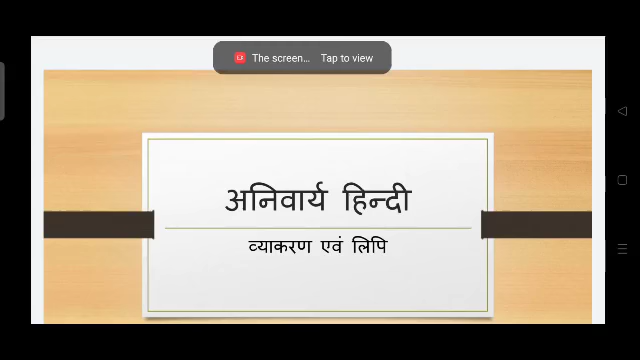 The screen... Tap to view
अनिवार्य हिन्दी
व्याकरण एवं लिपि